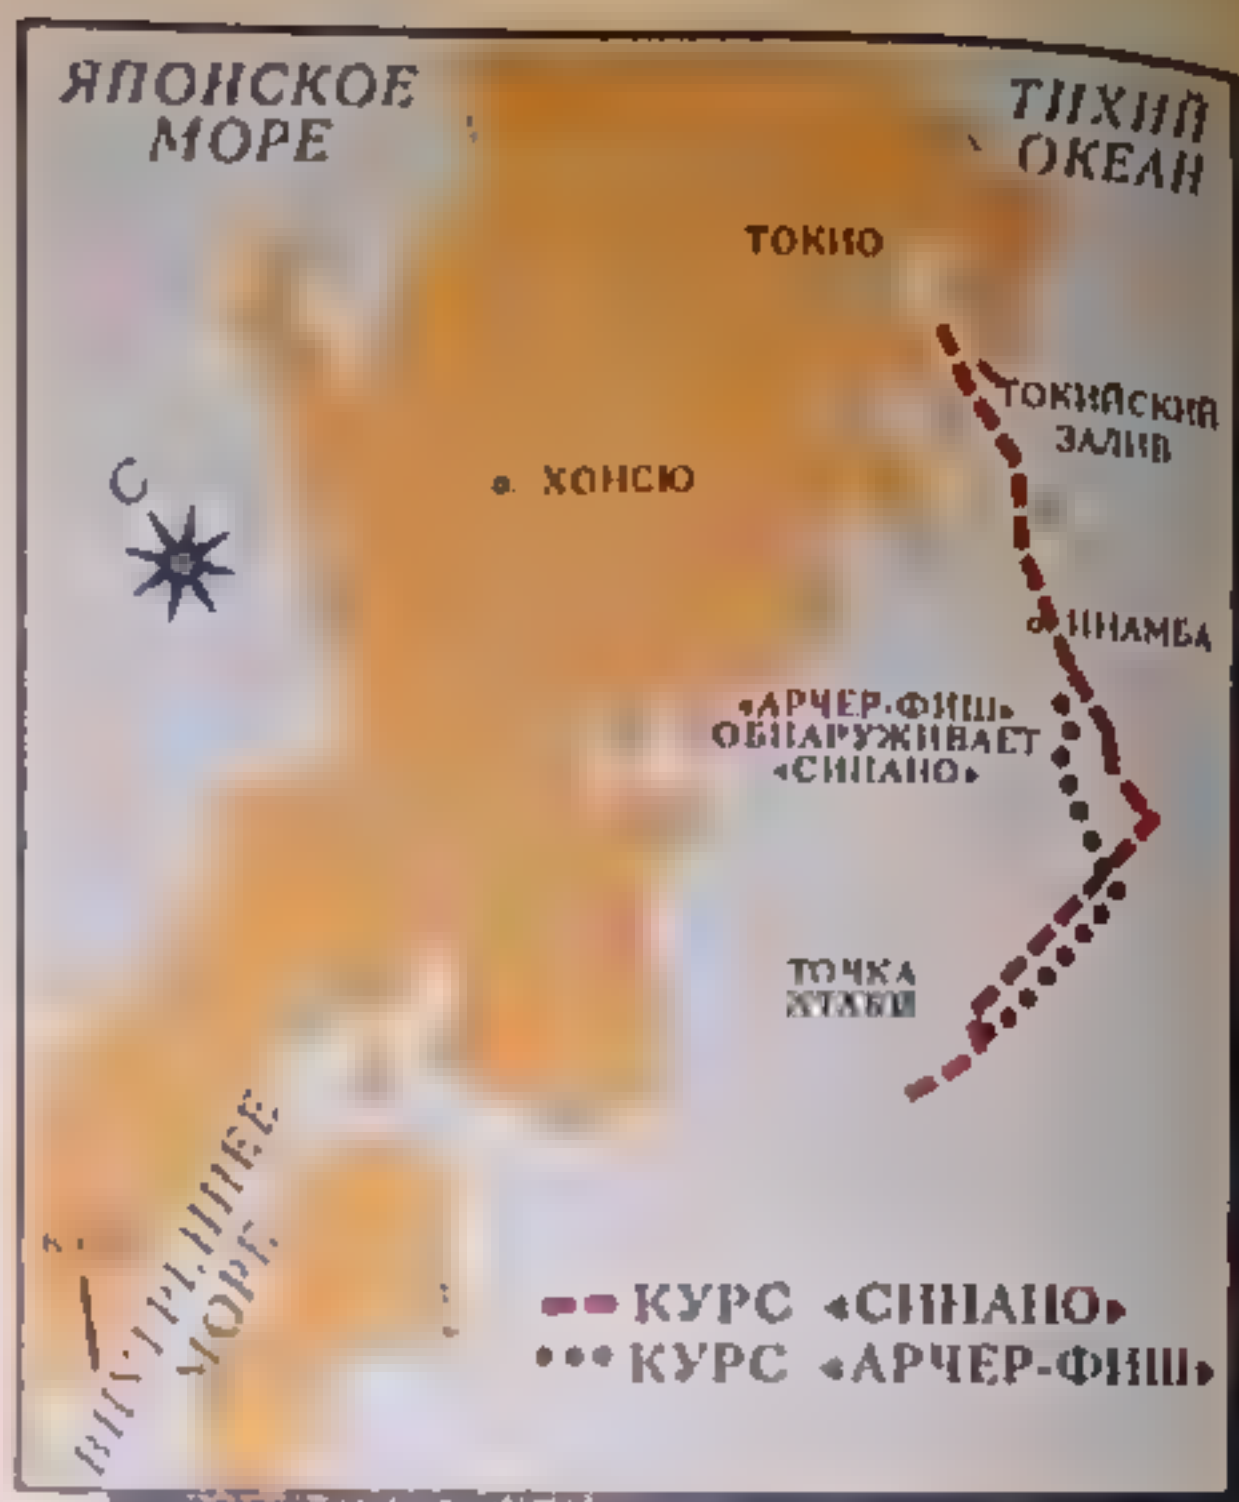 ЯПОНСКОЕ
МОРЕ
ТИХИЙ
ОКЕАН
ТОКИО
ТОКИЙСКИЙ
ЗАЛИВ
ХОНСЮ
С
ИНАМБА
«АРЧЕР-ФИШ»
ОБНАРУЖИВАЕТ
«СИНАНО»
ТОЧКА
ВНУТРЕННЕЕ
МОРЕ
КУРС «СИНАНО»
КУРС «АРЧЕР-ФИШ»